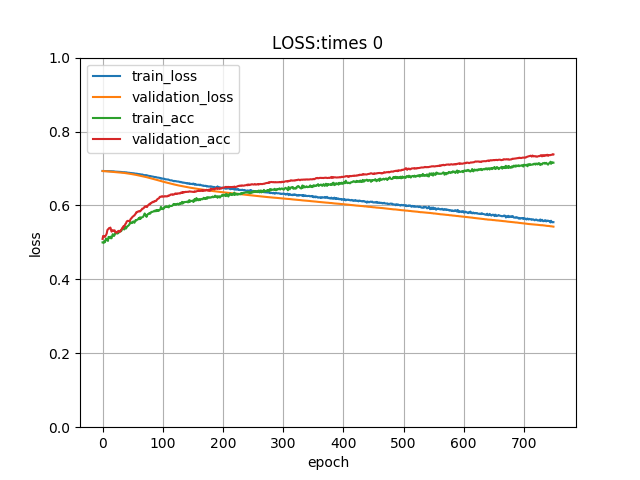 LOSS:times 0
1.0
0.8
0.6
0.4
0.2
0.0
loss
train_loss
validation_loss
train_acc
validation_acc
0 100 200 300 400 500 600 700
epoch